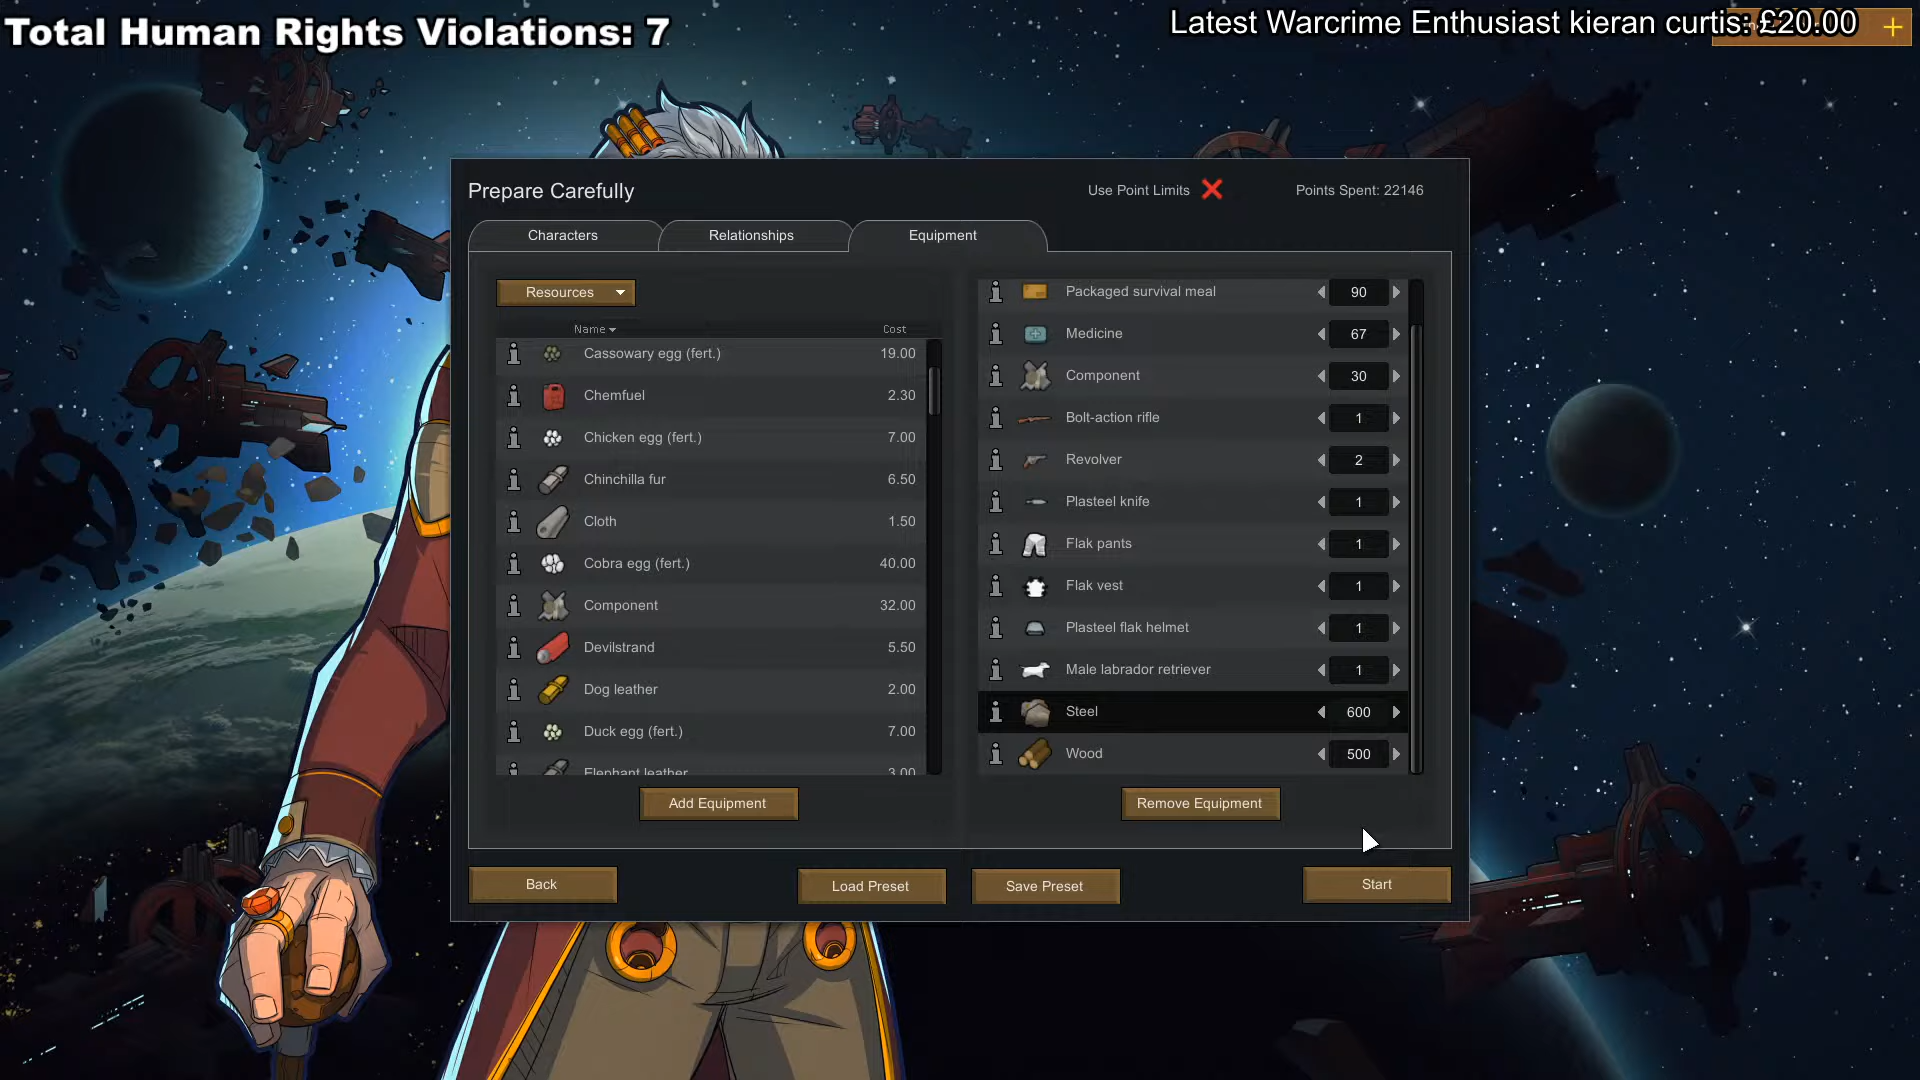 Total Human Rights Violations: 7
Latest Warcrime Enthusiast kieran curtis: £20.00
Prepare Carefully
Use Point Limits
Points Spent: 22146
Characters
Relationships
Equipment
Resources
Name
Cost
Cassowary egg (fert.) 19.00
Chemfuel 2.30
Chicken egg (fert.) 7.00
Chinchilla fur 6.50
Cloth 1.50
Cobra egg (fert.) 40.00
Component 32.00
Devilstrand 5.50
Dog leather 2.00
Duck egg (fert.) 7.00
Elephant leather 3.00
Add Equipment
Packaged survival meal 90
Medicine 67
Component 30
Bolt-action rifle 1
Revolver 2
Plasteel knife 1
Flak pants 1
Flak vest 1
Plasteel flak helmet 1
Male labrador retriever 1
Steel 600
Wood 500
Remove Equipment
Back
Load Preset
Save Preset
Start